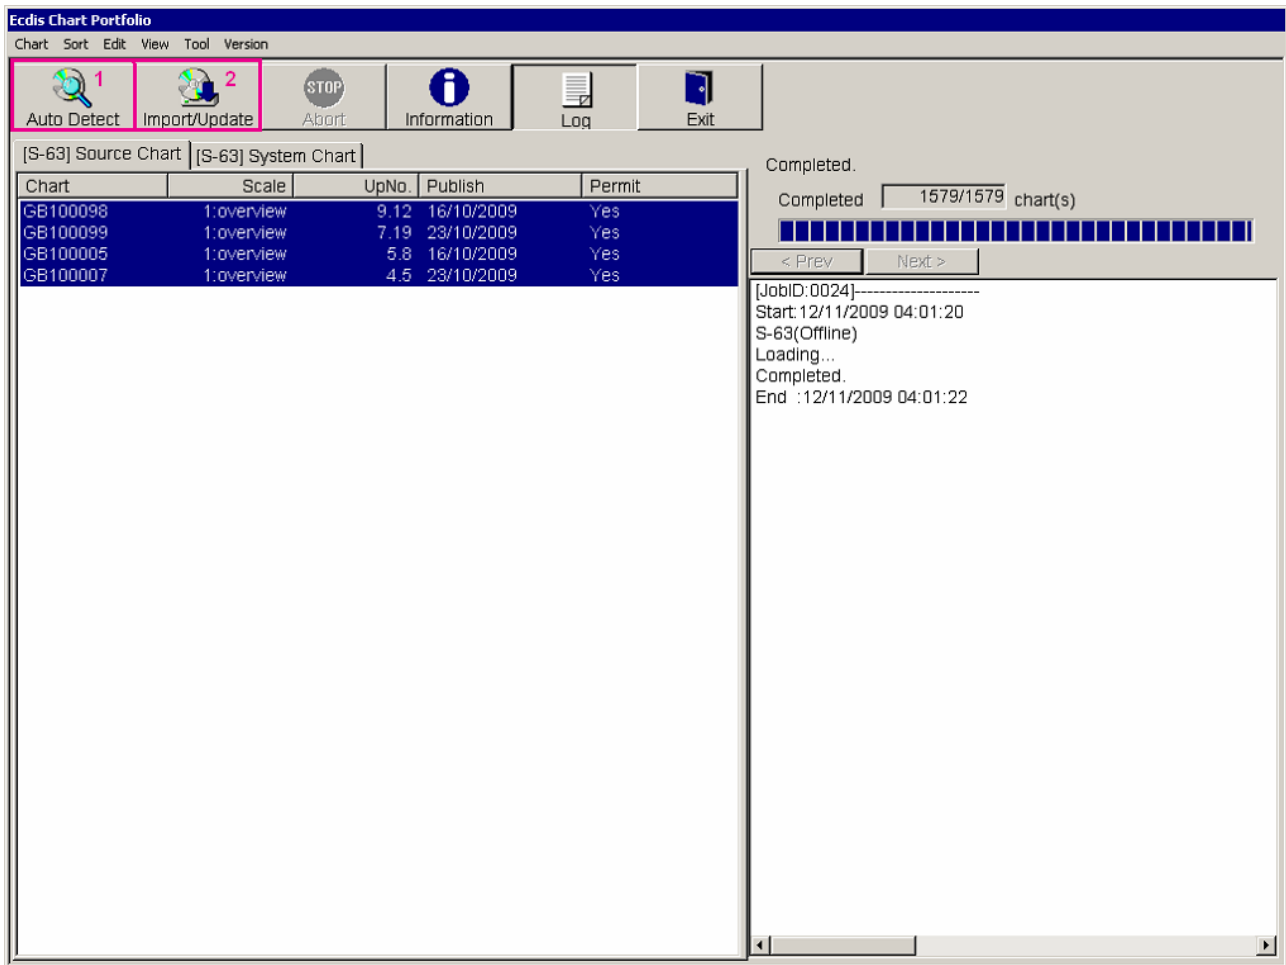 Ecdis Chart Portfolio
Chart Sort Edit View Tool Version
1 2 STOP
Auto Detect Import/Update Abort Information Log Exit
[S-63] Source Chart [S-63] System Chart
Completed.
Chart Scale UpNo. Publish Permit
Completed 1579/1579 chart(s)
GB100098 1:overview 9.12 16/10/2009 Yes
GB100099 1:overview 7.19 23/10/2009 Yes
GB100005 1:overview 5.8 16/10/2009 Yes
GB100007 1:overview 4.5 23/10/2009 Yes
< Prev Next >
[JobID:0024]--------------------
Start:12/11/2009 04:01:20
S-63(Offline)
Loading...
Completed.
End :12/11/2009 04:01:22